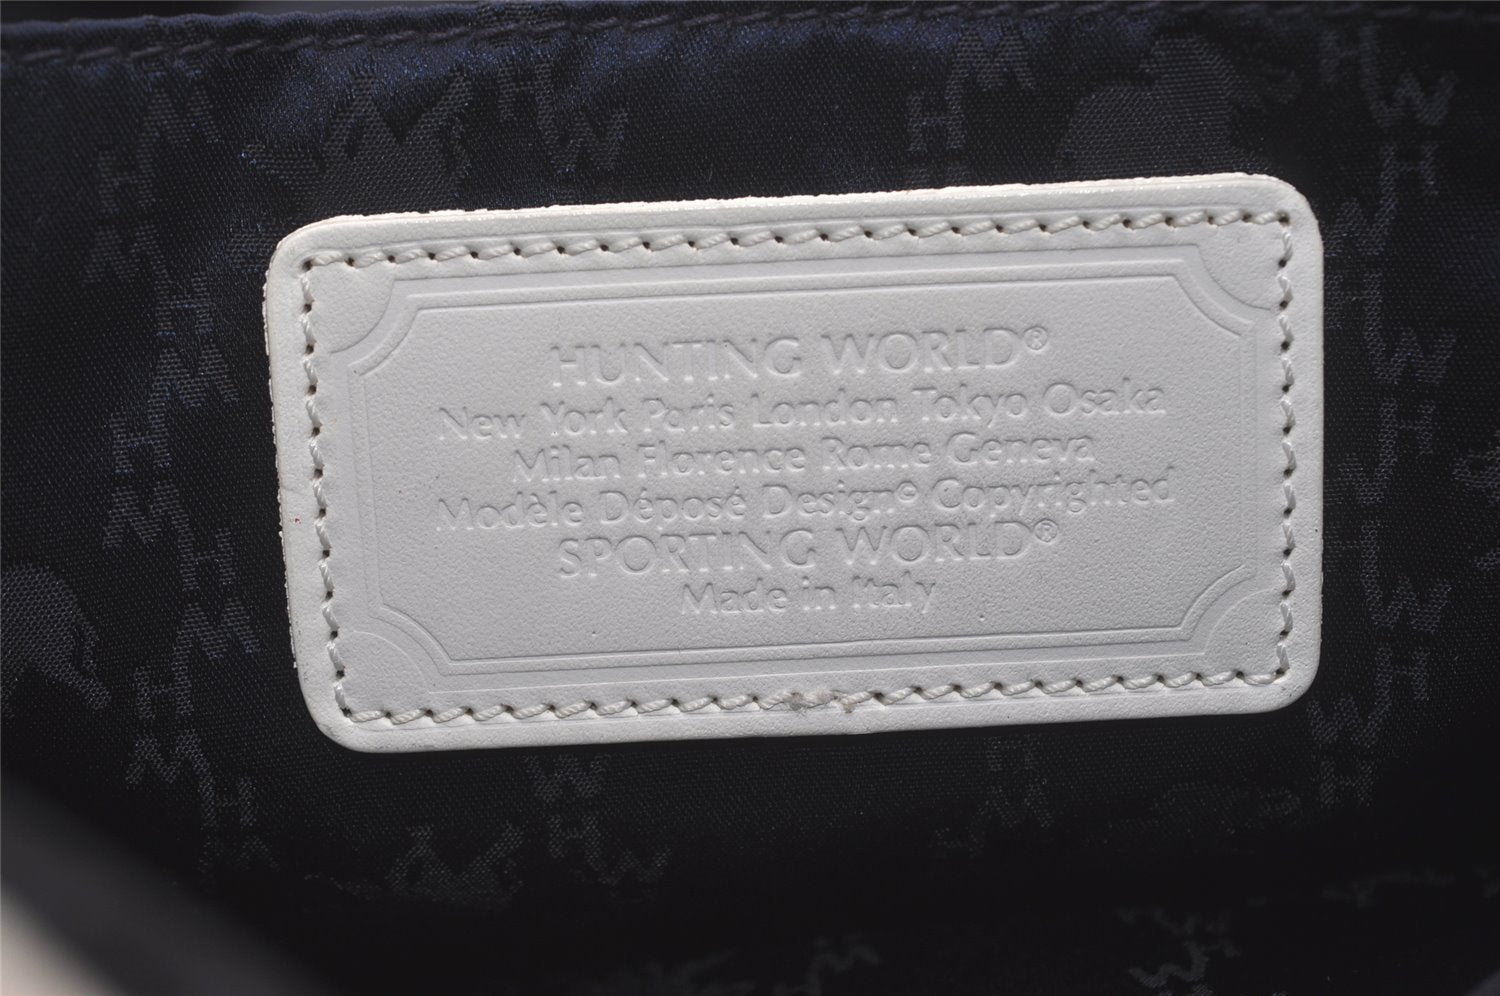 HUNTING WORLD®
New York Paris London Tokyo Osaka
Milan Florence Rome Geneva
Modèle Déposé Design© Copyrighted
SPORTING WORLD®
Made in Italy